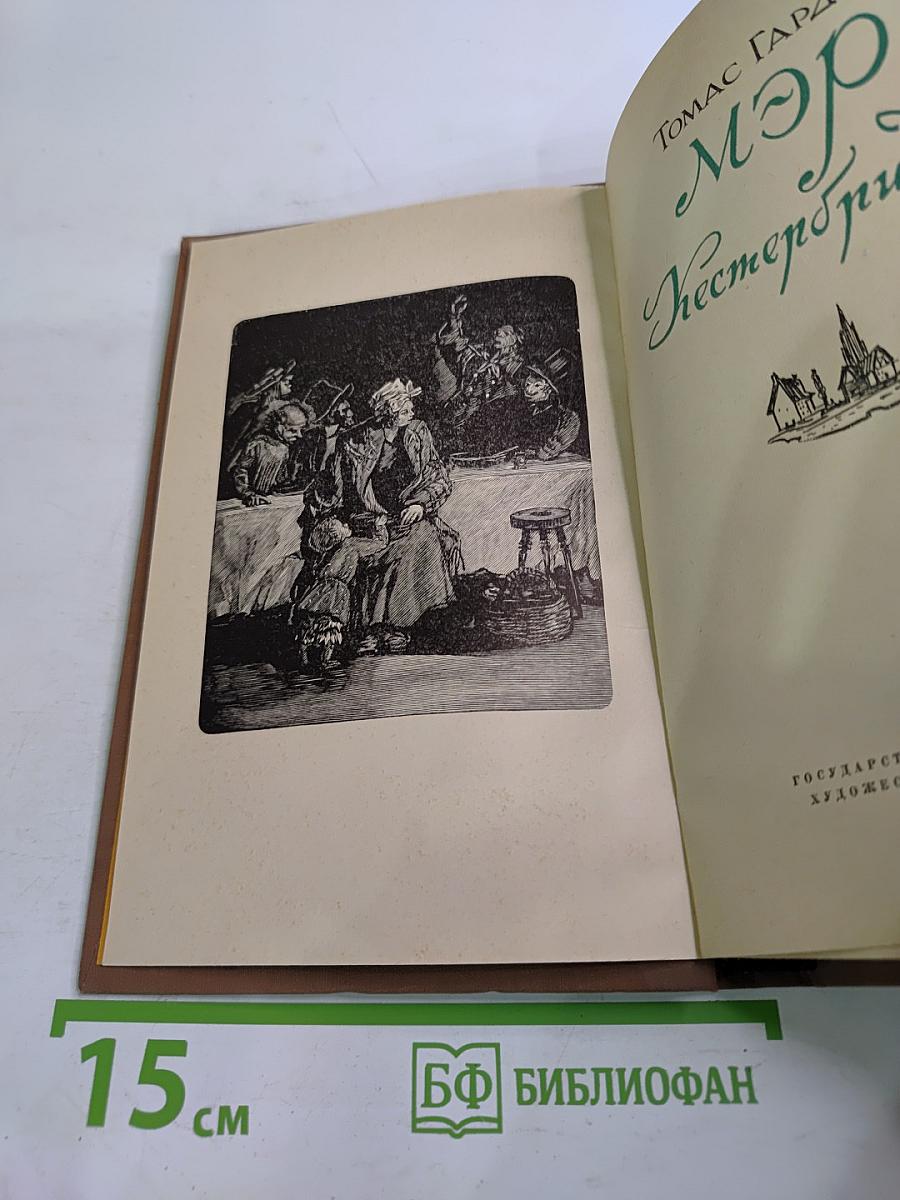 ТОМАС ГАРД
МЭР
Кестербри
ГОСУДАРСТ
ХУДОЖЕС
15 см
БФ БИБЛИОФАН